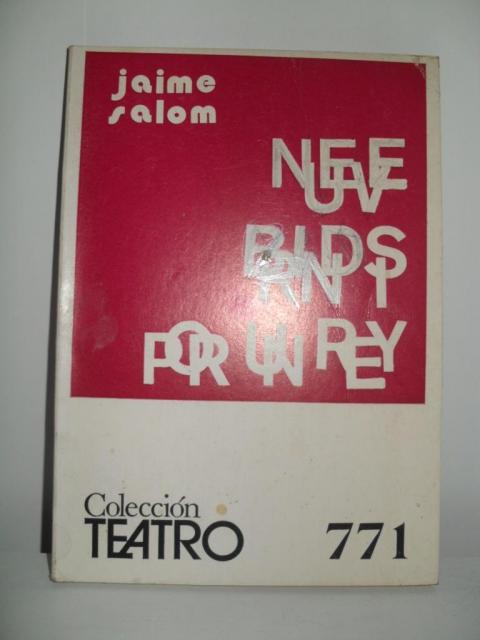 jaime
salom
NUEVE
BRINDIS
POR UN REY
Colección
TEATRO
771